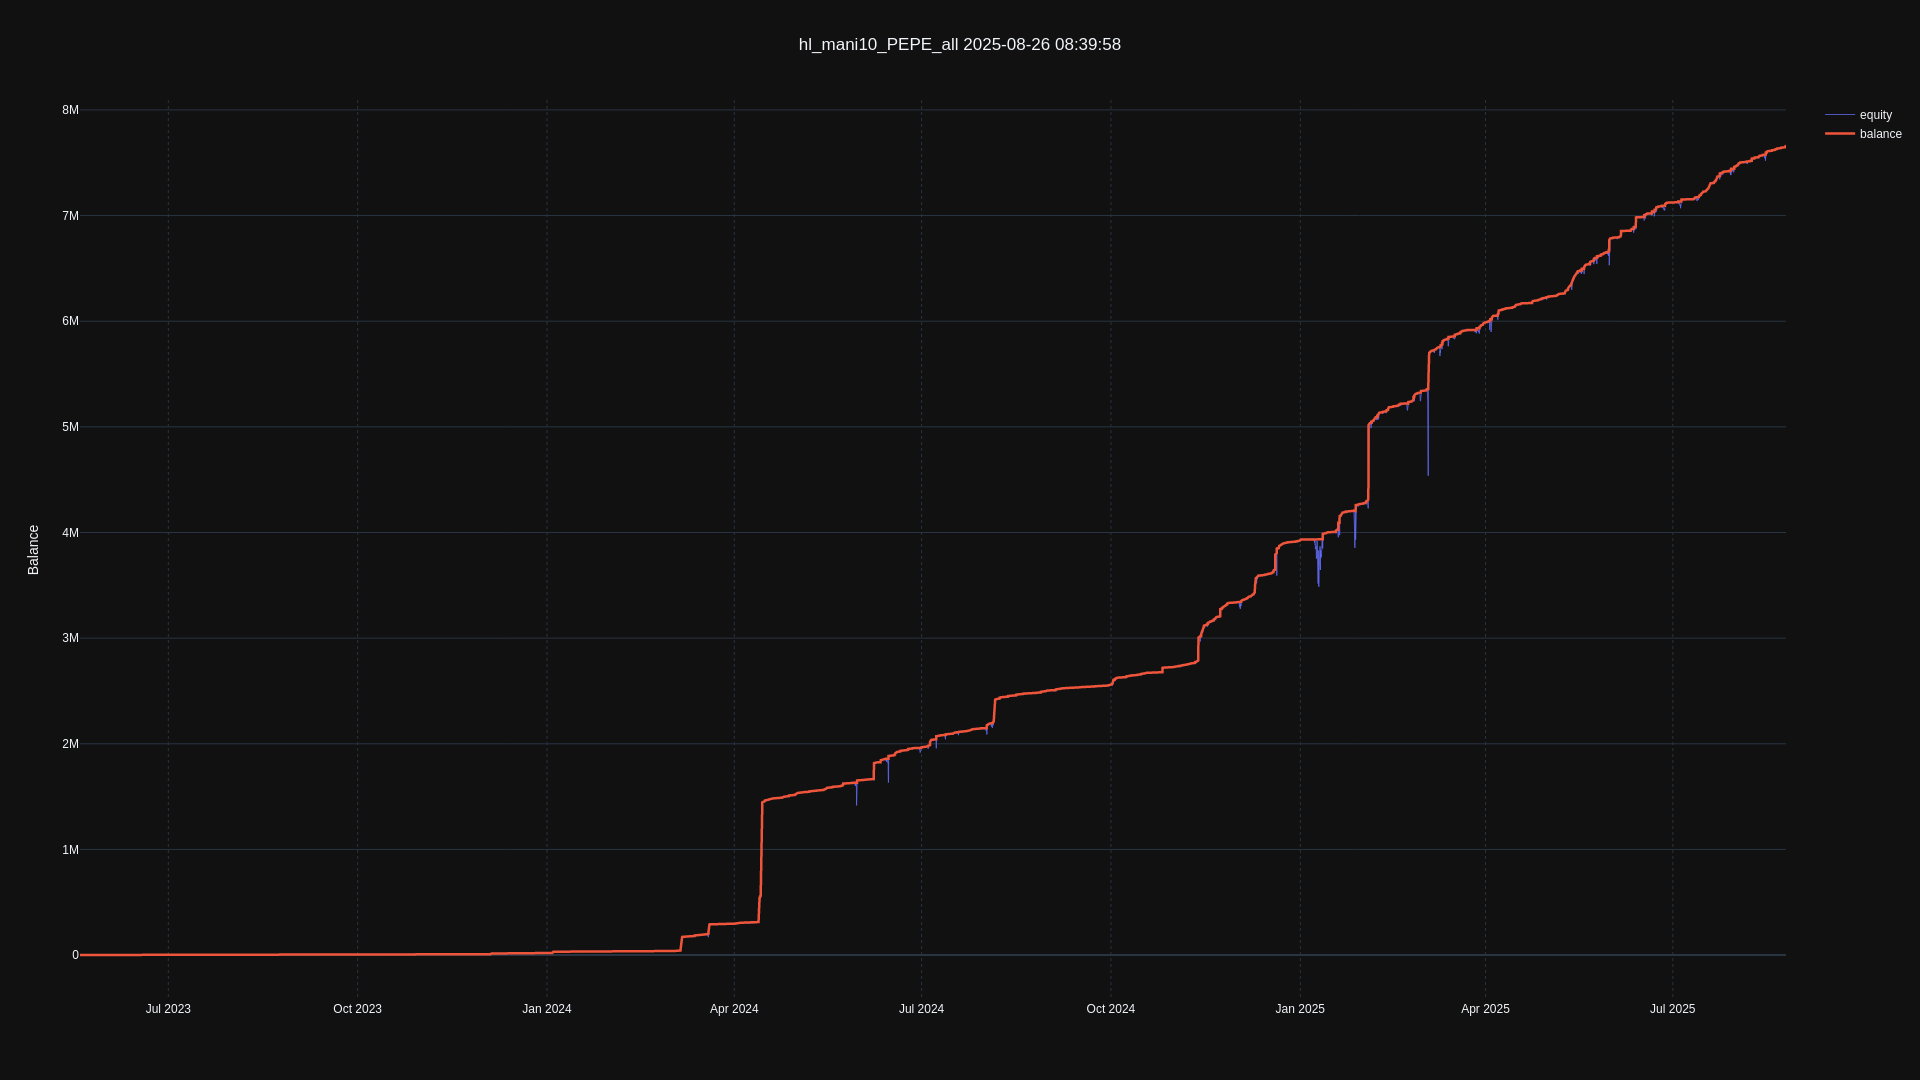 hl_mani10_PEPE_all 2025-08-26 08:39:58
equity
balance
8M
7M
6M
5M
4M
3M
2M
1M
0
Balance
Jul 2023
Oct 2023
Jan 2024
Apr 2024
Jul 2024
Oct 2024
Jan 2025
Apr 2025
Jul 2025